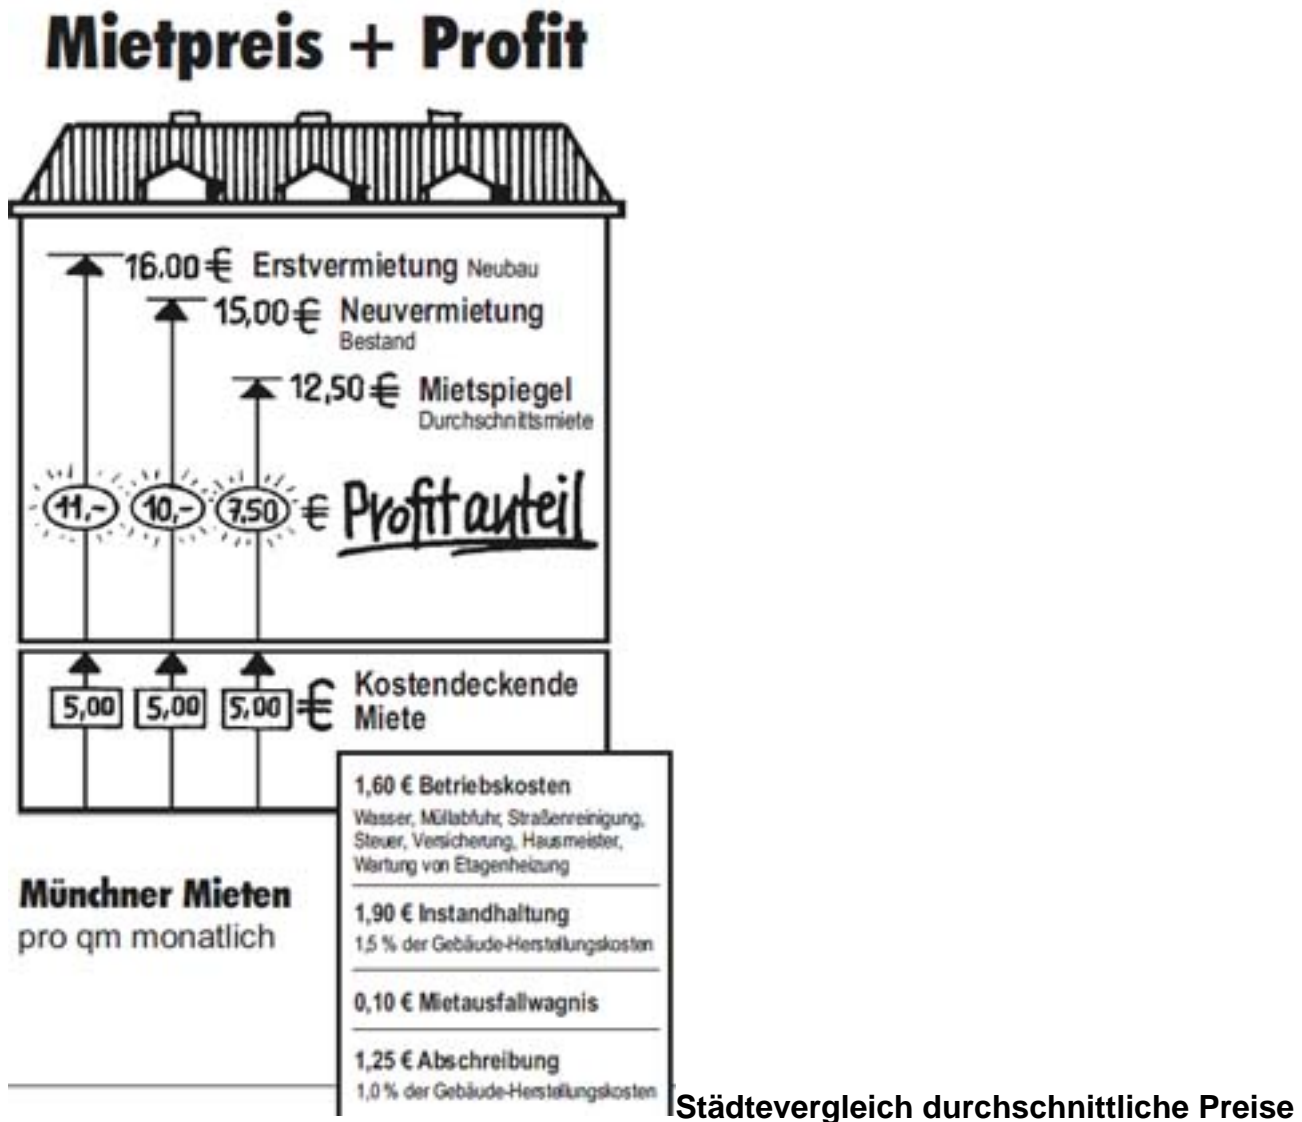 Mietpreis + Profit
16.00 € Erstvermietung Neubau
15,00 € Neuvermietung
Bestand
12,50 € Mietspiegel
Durchschnittsmiete
11,- 10,- 7.50 € Profitanteil
5,00 5,00 5,00 € Kostendeckende
Miete
1,60 € Betriebskosten
Wasser, Müllabfuhr, Straßenreinigung,
Steuer, Versicherung, Hausmeister,
Wartung von Etagenheizung
1,90 € Instandhaltung
1,5 % der Gebäude-Herstellungskosten
0,10 € Mietausfallwagnis
1,25 € Abschreibung
1,0 % der Gebäude-Herstellungskosten
Münchner Mieten
pro qm monatlich
Städtevergleich durchschnittliche Preise